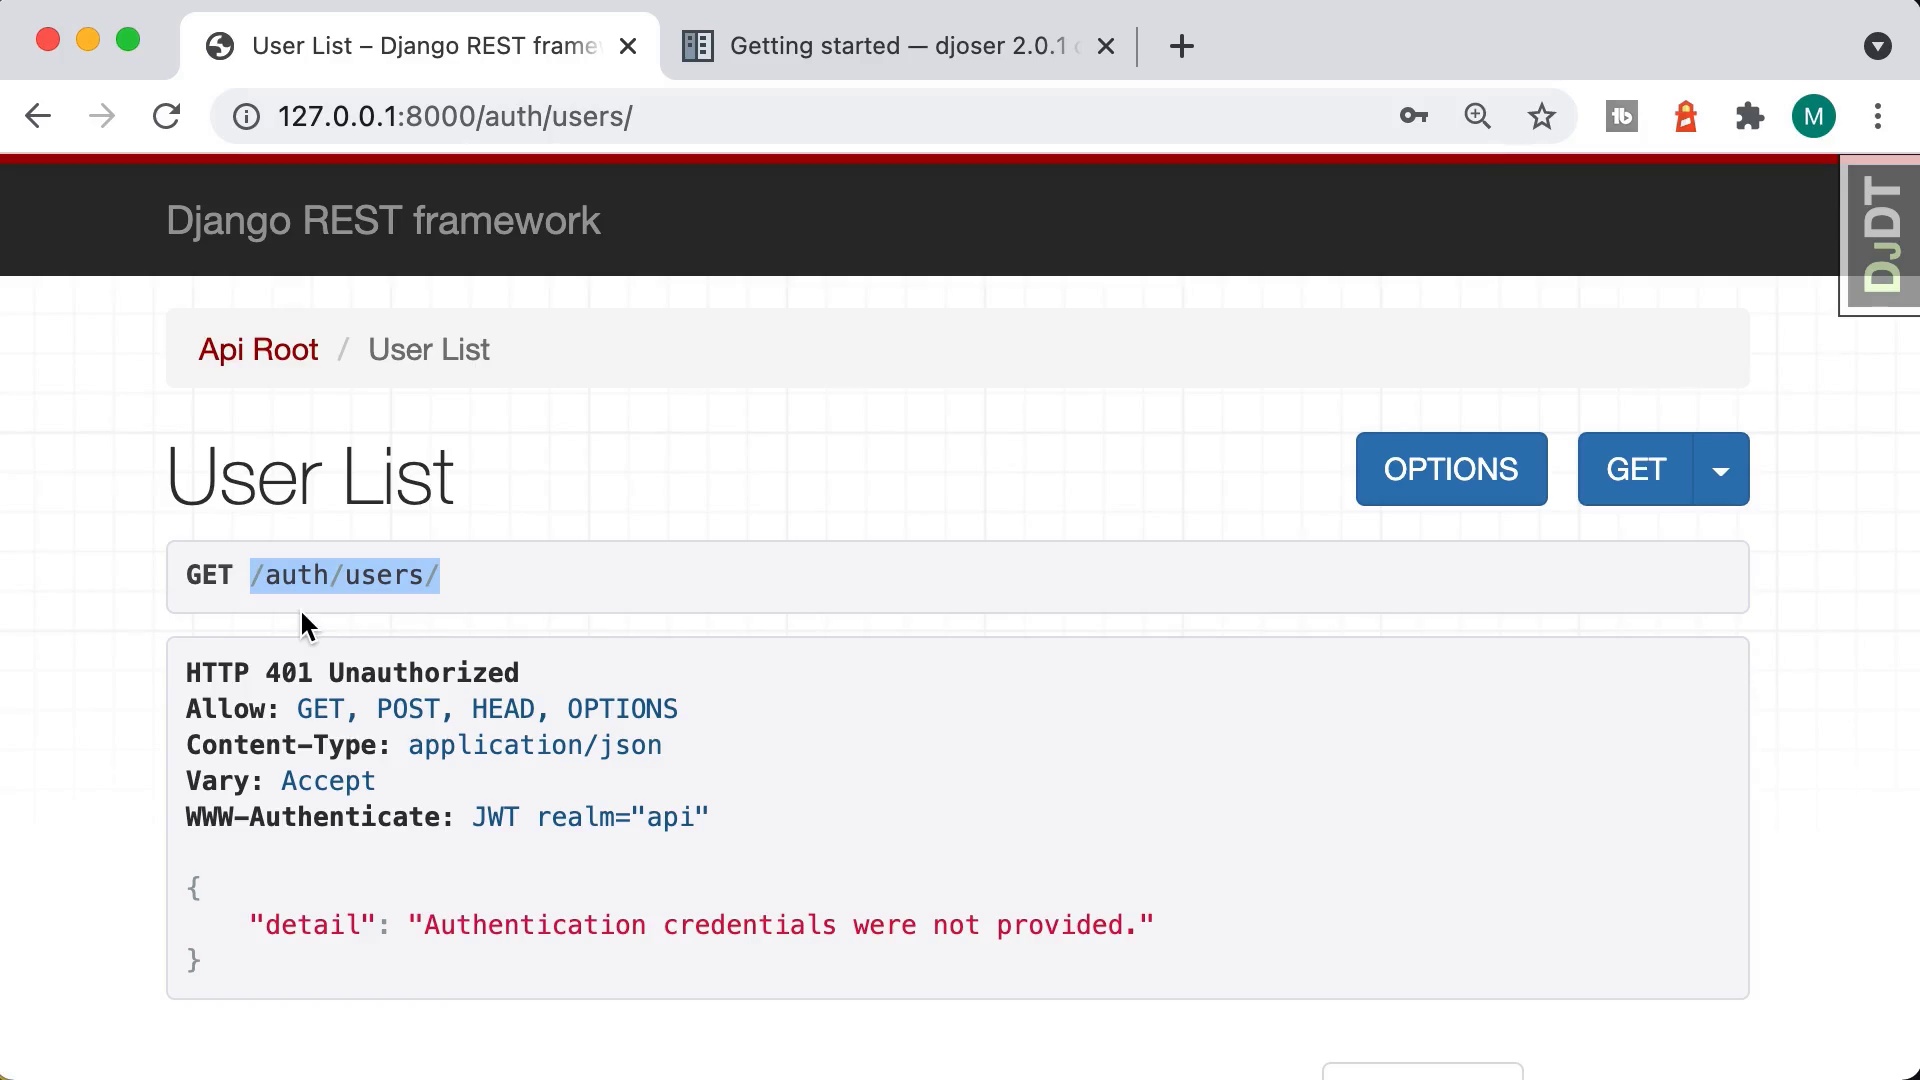 User List – Django REST frame
Getting started — djoser 2.0.1
127.0.0.1:8000/auth/users/
tb
M
Django REST framework
DJDT
Api Root / User List
User List
OPTIONS
GET
GET /auth/users/
HTTP 401 Unauthorized
Allow: GET, POST, HEAD, OPTIONS
Content-Type: application/json
Vary: Accept
WWW-Authenticate: JWT realm="api"
{
"detail": "Authentication credentials were not provided."
}